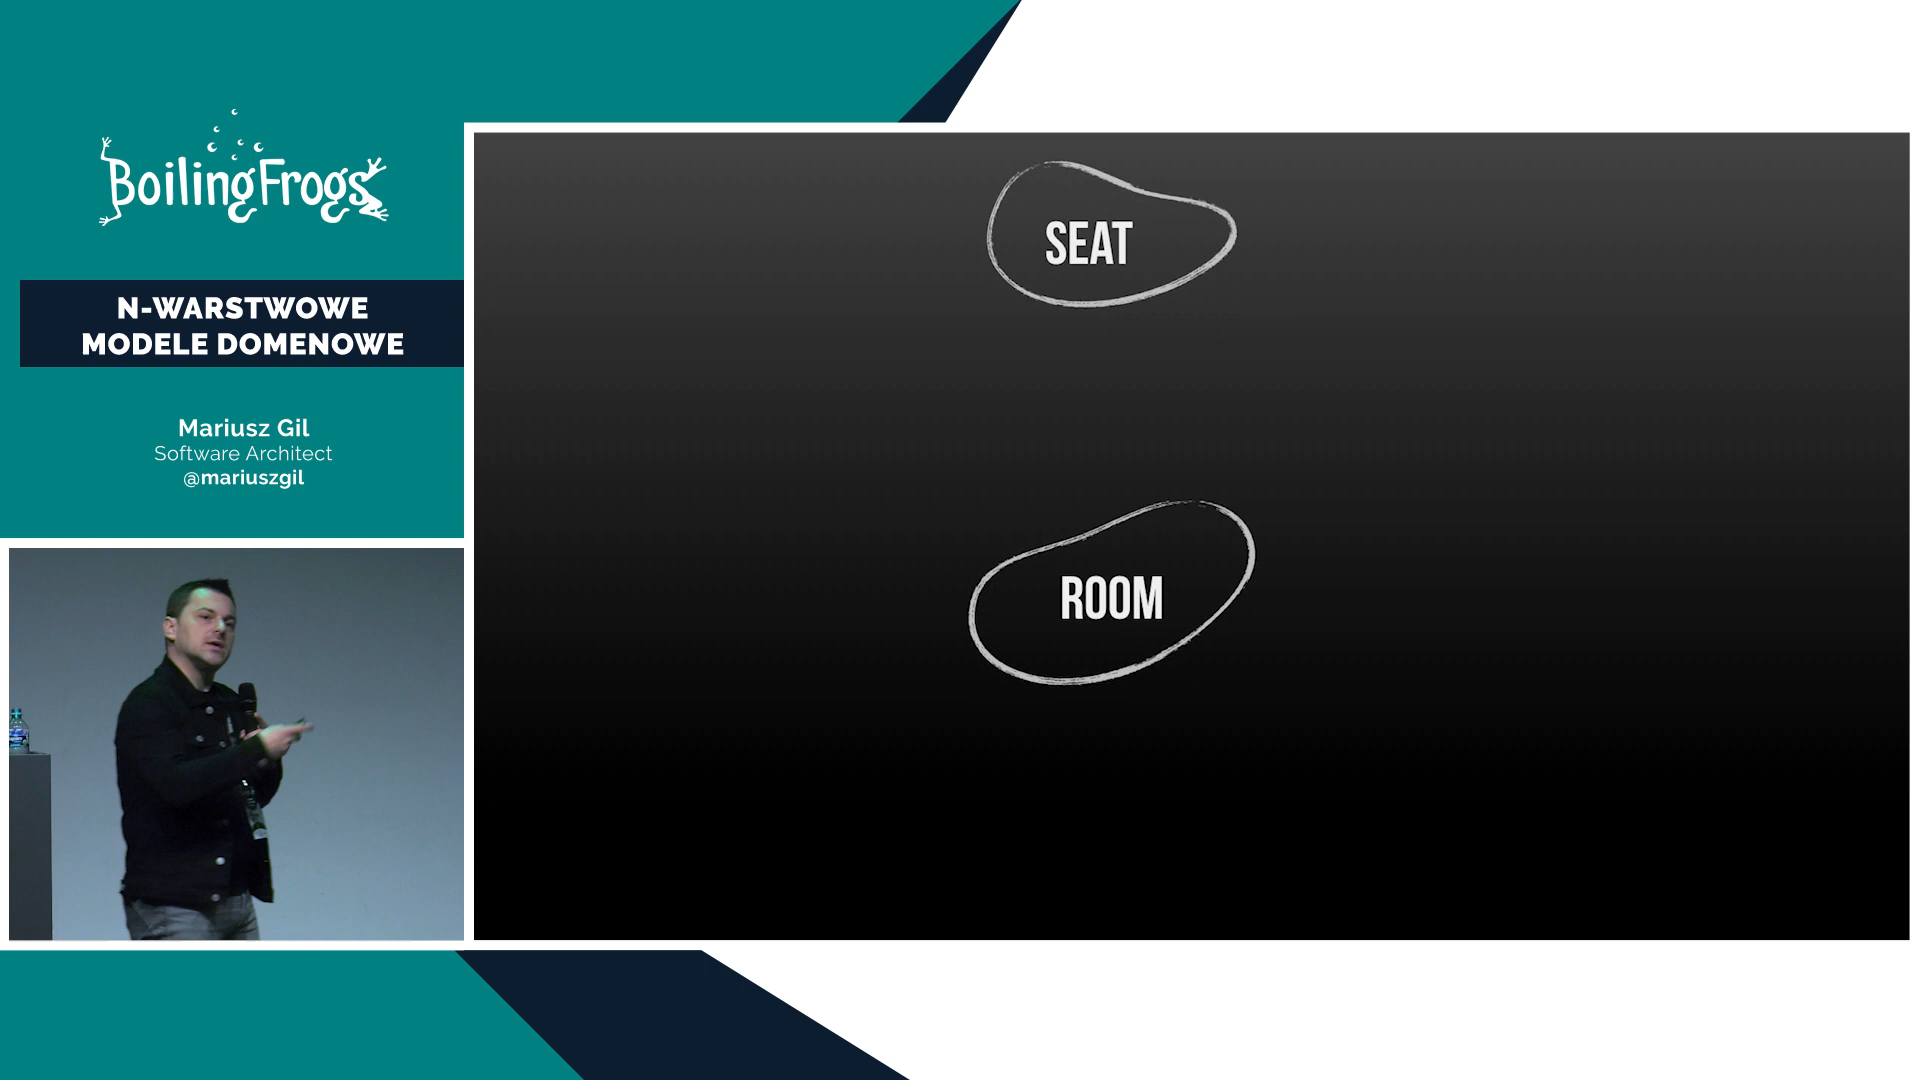 BoilingFrogs
N-WARSTWOWE
MODELE DOMENOWE
Mariusz Gil
Software Architect
@mariuszgil
SEAT
ROOM